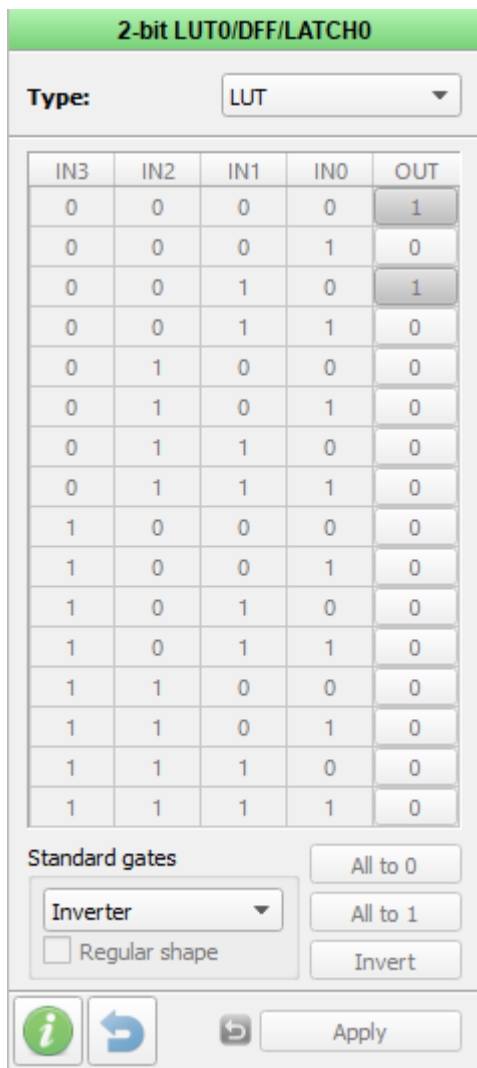 2-bit LUT0/DFF/LATCH0
Type: LUT
IN3 IN2 IN1 IN0 OUT
0 0 0 0 1
0 0 0 1 0
0 0 1 0 1
0 0 1 1 0
0 1 0 0 0
0 1 0 1 0
0 1 1 0 0
0 1 1 1 0
1 0 0 0 0
1 0 0 1 0
1 0 1 0 0
1 0 1 1 0
1 1 0 0 0
1 1 0 1 0
1 1 1 0 0
1 1 1 1 0
Standard gates
All to 0
Inverter
All to 1
Regular shape
Invert
i
Apply